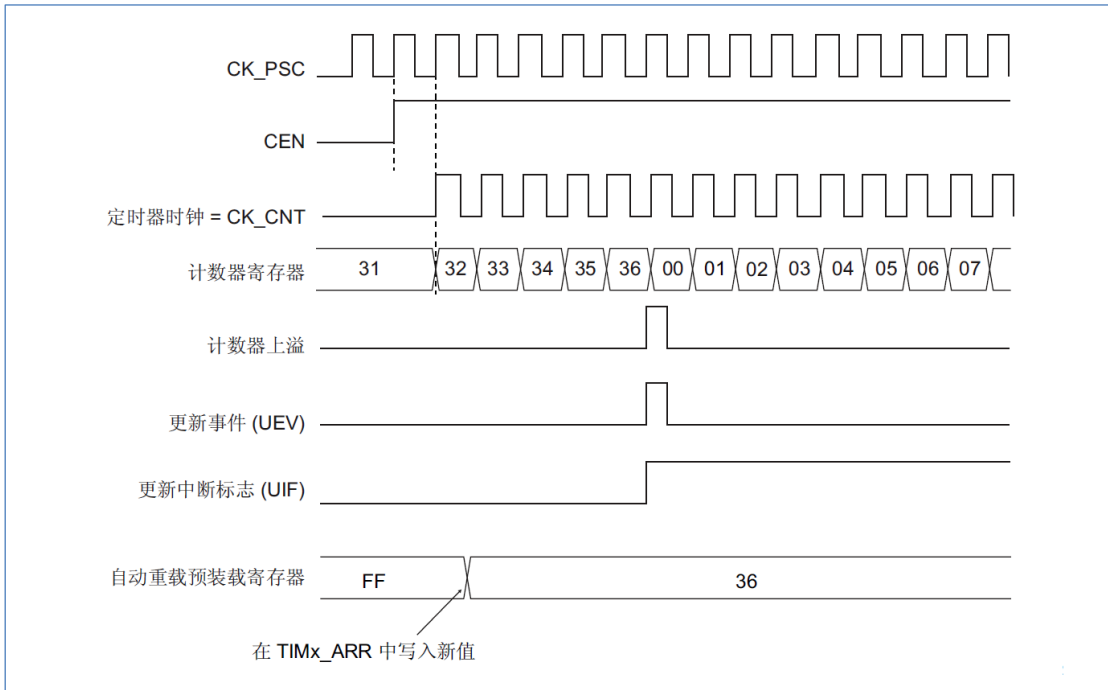 CK_PSC
CEN
定时器时钟 = CK_CNT
计数器寄存器 31 32 33 34 35 36 00 01 02 03 04 05 06 07
计数器上溢
更新事件 (UEV)
更新中断标志 (UIF)
自动重载预装载寄存器 FF 36
在 TIMx_ARR 中写入新值